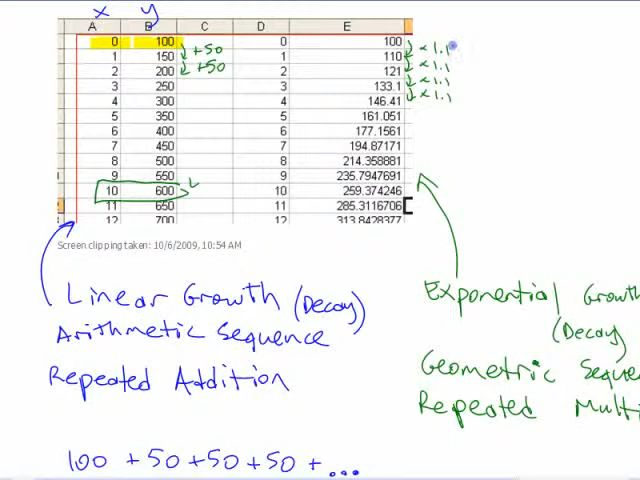 x y
A B C D E
0 100 0 100
1 150 +50 1 110 ×1.1
2 200 +50 2 121 ×1.1
3 250 3 133.1 ×1.1
4 300 4 146.41 ×1.1
5 350 5 161.051
6 400 6 177.1561
7 450 7 194.87171
8 500 8 214.358881
9 550 9 235.7947691
10 600 10 259.374246
11 650 11 285.3116706
12 700 12 313.8428377
Screen clipping taken: 10/6/2009, 10:54 AM
Linear Growth (Decay)
Arithmetic Sequence
Repeated Addition
100 +50 +50 +50 + ...
Exponential Growth
(Decay)
Geometric Seque
Repeated Multi